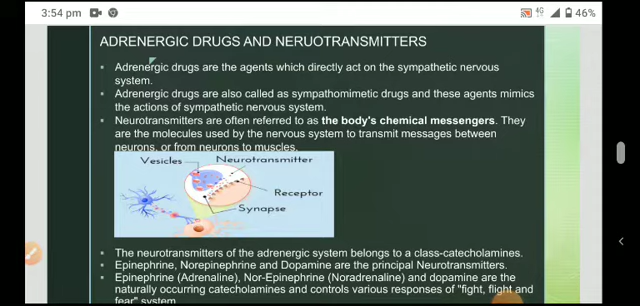 3:54 pm
4G
46%
ADRENERGIC DRUGS AND NERUOTRANSMITTERS
Adrenergic drugs are the agents which directly act on the sympathetic nervous
system.
Adrenergic drugs are also called as sympathomimetic drugs and these agents mimics
the actions of sympathetic nervous system.
Neurotransmitters are often referred to as the body's chemical messengers. They
are the molecules used by the nervous system to transmit messages between
neurons, or from neurons to muscles.
Vesicles Neurotransmitter
Receptor
Synapse
The neurotransmitters of the adrenergic system belongs to a class-catecholamines.
Epinephrine, Norepinephrine and Dopamine are the principal Neurotransmitters.
Epinephrine (Adrenaline), Nor-Epinephrine (Noradrenaline) and dopamine are the
naturally occurring catecholamines and controls various responses of "fight, flight and
fear" system